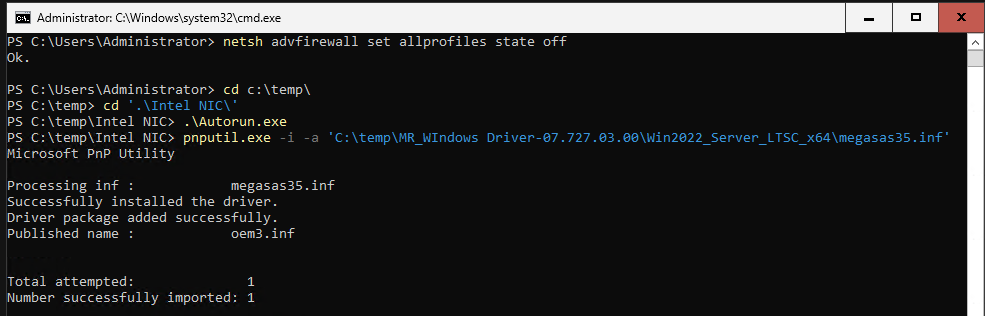 Administrator: C:\Windows\system32\cmd.exe
PS C:\Users\Administrator> netsh advfirewall set allprofiles state off
Ok.
PS C:\Users\Administrator> cd c:\temp\
PS C:\temp> cd '.\Intel NIC\'
PS C:\temp\Intel NIC> .\Autorun.exe
PS C:\temp\Intel NIC> pnputil.exe -i -a 'C:\temp\MR_WIndows Driver-07.727.03.00\Win2022_Server_LTSC_x64\megasas35.inf'
Microsoft PnP Utility
Processing inf :            megasas35.inf
Successfully installed the driver.
Driver package added successfully.
Published name :            oem3.inf
Total attempted:              1
Number successfully imported: 1